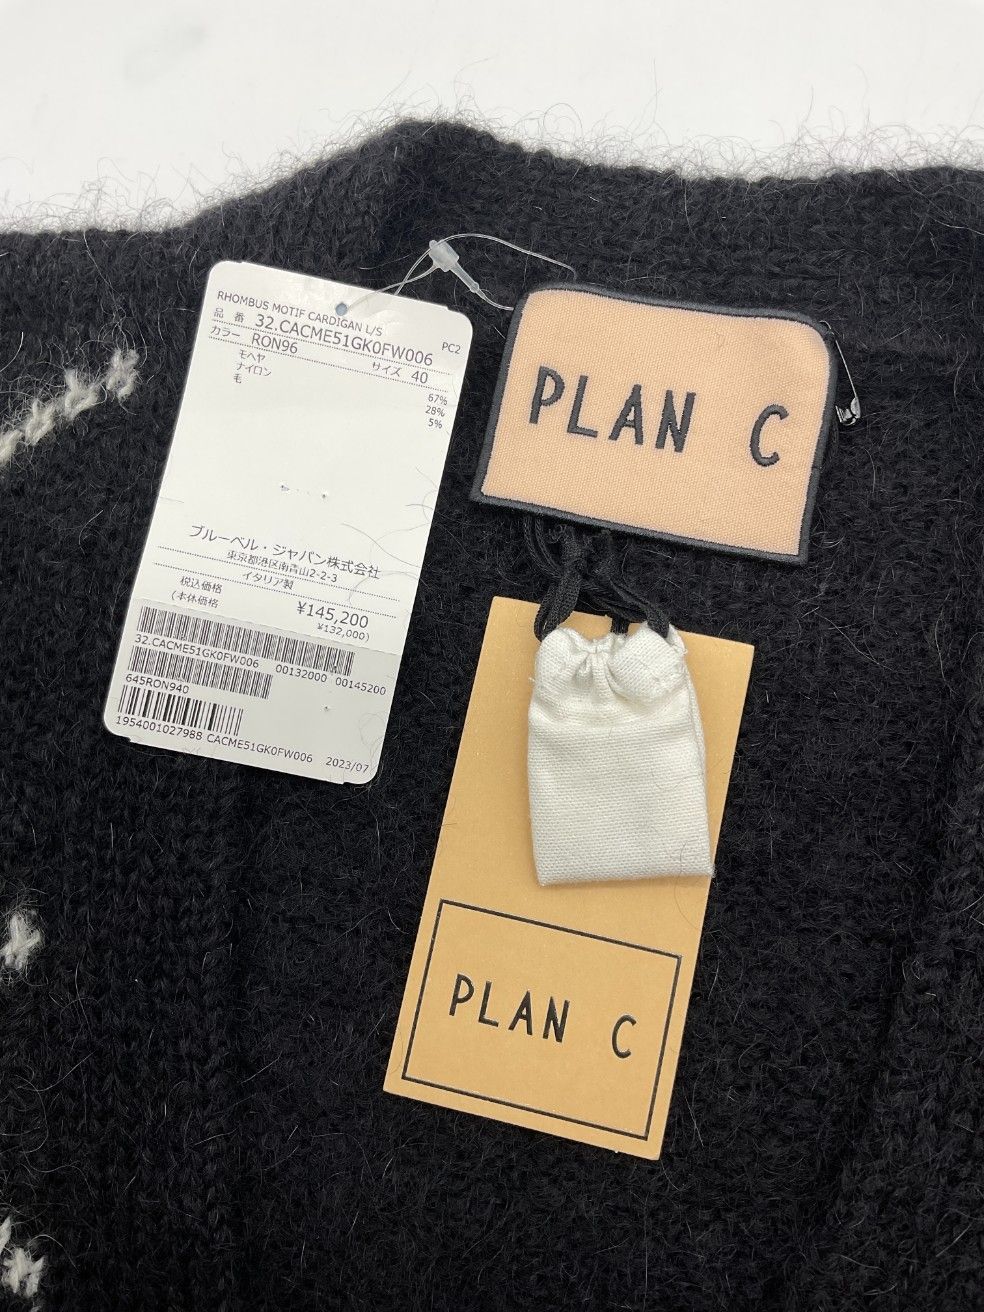 RHOMBUS MOTIF CARDIGAN L/S
品 番 32.CACME51GK0FW006 PC2
カラー RON96 サイズ 40
モヘヤ 67%
ナイロン 28%
毛 5%
ブルーベル・ジャパン株式会社
東京都港区南青山2-2-3
イタリア製
税込価格 ¥145,200
(本体価格 ¥132,000)
32.CACME51GK0FW006 00132000 00145200
645RON940
1954001027988 CACME51GK0FW006 2023/07
PLAN C
PLAN C